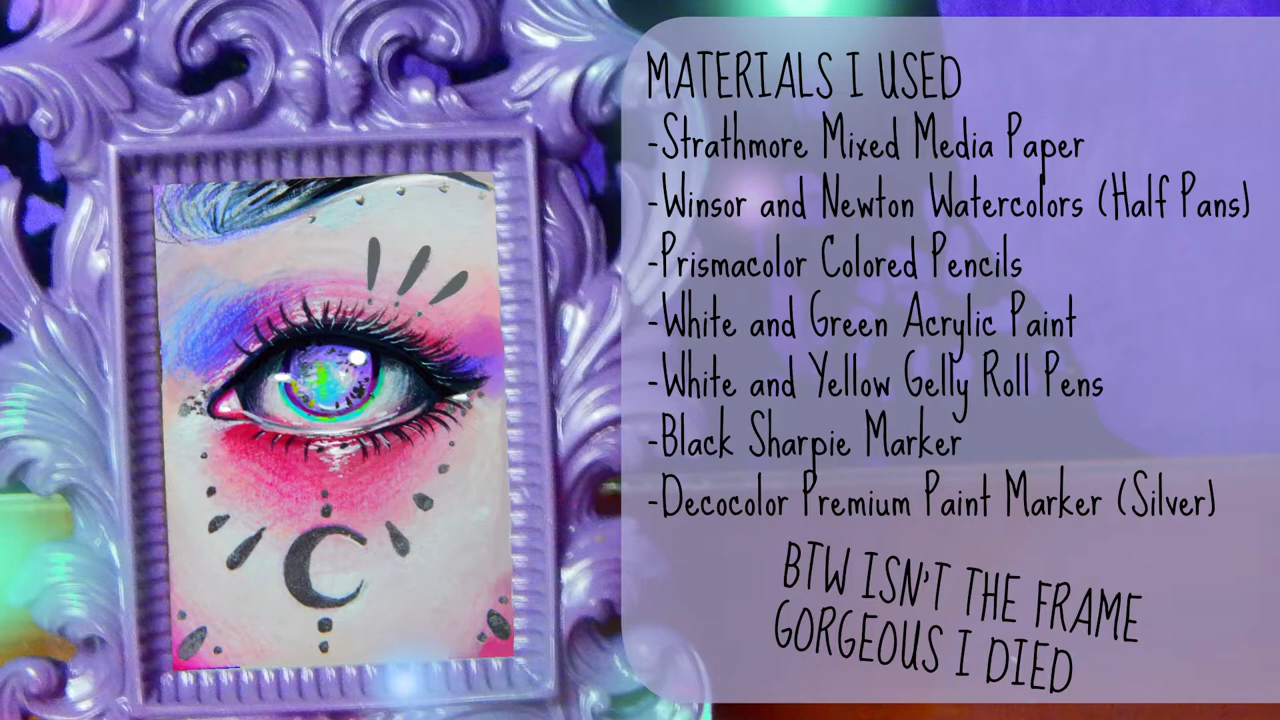 MATERIALS I USED
-Strathmore Mixed Media Paper
-Winsor and Newton Watercolors (Half Pans)
-Prismacolor Colored Pencils
-White and Green Acrylic Paint
-White and Yellow Gelly Roll Pens
-Black Sharpie Marker
-Decocolor Premium Paint Marker (Silver)
BTW ISN'T THE FRAME
GORGEOUS I DIED